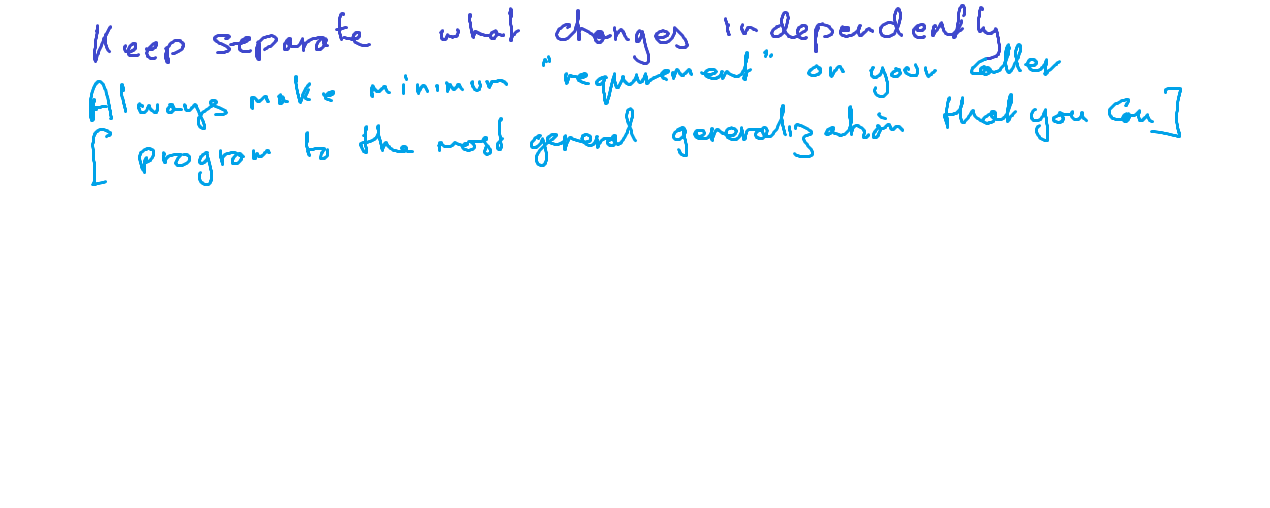 Keep separate what changes independently
Always make minimum "requirement" on your caller
[ program to the most general generalization that you can ]